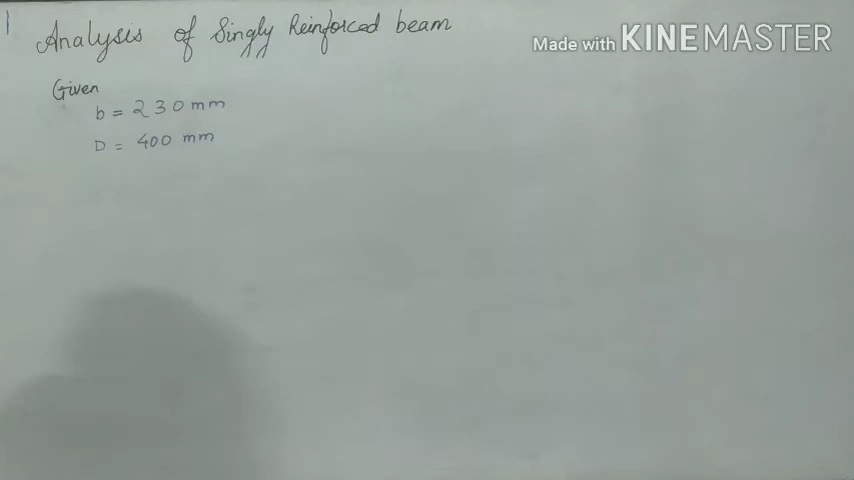 Analysis of Singly Reinforced beam
Made with KINEMASTER
Given
b = 230 mm
D = 400 mm